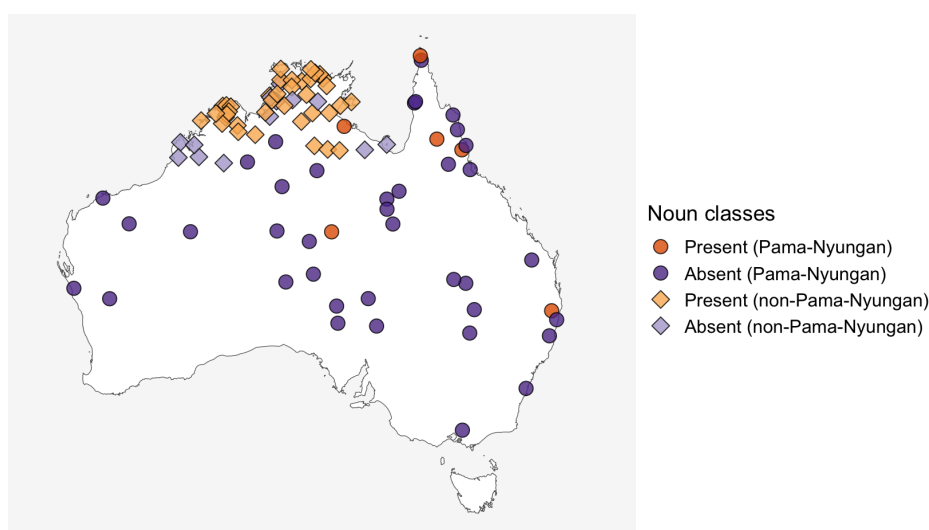 Noun classes
Present (Pama-Nyungan)
Absent (Pama-Nyungan)
Present (non-Pama-Nyungan)
Absent (non-Pama-Nyungan)